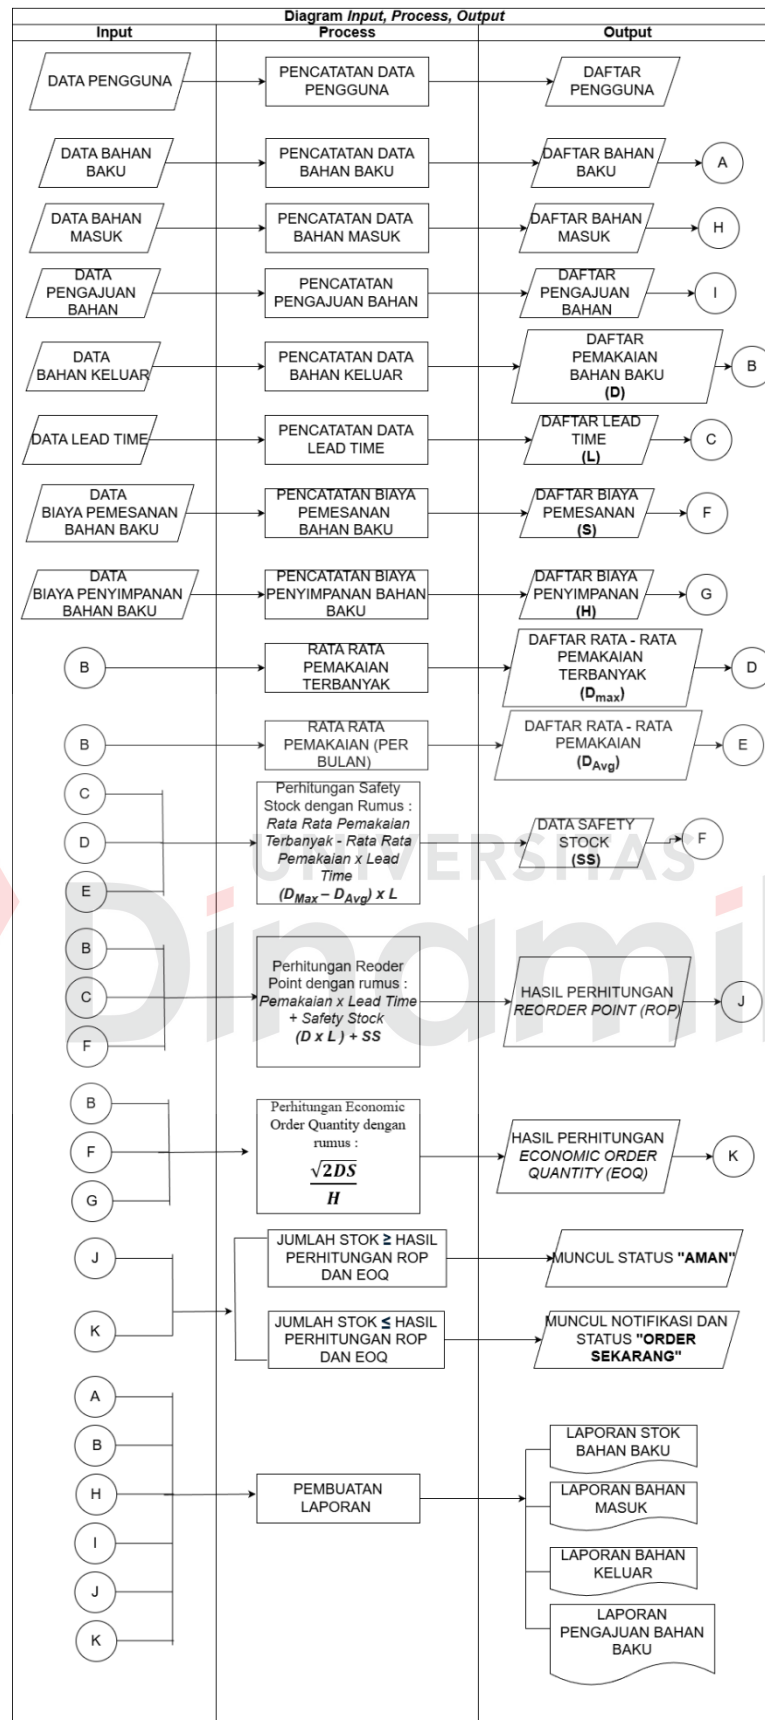 Diagram Input, Process, Output
Input
Process
Output
DATA PENGGUNA
PENCATATAN DATA
PENGGUNA
DAFTAR
PENGGUNA
DATA BAHAN
BAKU
PENCATATAN DATA
BAHAN BAKU
DAFTAR BAHAN
BAKU
A
DATA BAHAN
MASUK
PENCATATAN DATA
BAHAN MASUK
DAFTAR BAHAN
MASUK
H
DATA
PENGAJUAN
BAHAN
PENCATATAN
PENGAJUAN BAHAN
DAFTAR
PENGAJUAN
BAHAN
I
DATA
BAHAN KELUAR
PENCATATAN DATA
BAHAN KELUAR
DAFTAR
PEMAKAIAN
BAHAN BAKU
(D)
B
DATA LEAD TIME
PENCATATAN DATA
LEAD TIME
DAFTAR LEAD
TIME
(L)
C
DATA
BIAYA PEMESANAN
BAHAN BAKU
PENCATATAN BIAYA
PEMESANAN
BAHAN BAKU
DAFTAR BIAYA
PEMESANAN
(S)
F
DATA
BIAYA PENYIMPANAN
BAHAN BAKU
PENCATATAN BIAYA
PENYIMPANAN BAHAN
BAKU
DAFTAR BIAYA
PENYIMPANAN
(H)
G
B
RATA RATA
PEMAKAIAN
TERBANYAK
DAFTAR RATA - RATA
PEMAKAIAN
TERBANYAK
(Dmax)
D
B
RATA RATA
PEMAKAIAN (PER
BULAN)
DAFTAR RATA - RATA
PEMAKAIAN
(DAvg)
E
C
D
E
Perhitungan Safety
Stock dengan Rumus :
Rata Rata Pemakaian
Terbanyak - Rata Rata
Pemakaian x Lead
Time
(DMax – DAvg) x L
DATA SAFETY
STOCK
(SS)
F
UNIVERSITAS
Dinamik
B
C
F
Perhitungan Reoder
Point dengan rumus :
Pemakaian x Lead Time
+ Safety Stock
(D x L ) + SS
HASIL PERHITUNGAN
REORDER POINT (ROP)
J
B
F
G
Perhitungan Economic
Order Quantity dengan
rumus :
√2DS
H
HASIL PERHITUNGAN
ECONOMIC ORDER
QUANTITY (EOQ)
K
J
K
JUMLAH STOK ≥ HASIL
PERHITUNGAN ROP
DAN EOQ
MUNCUL STATUS "AMAN"
JUMLAH STOK ≤ HASIL
PERHITUNGAN ROP
DAN EOQ
MUNCUL NOTIFIKASI DAN
STATUS "ORDER
SEKARANG"
A
B
H
I
J
K
PEMBUATAN
LAPORAN
LAPORAN STOK
BAHAN BAKU
LAPORAN BAHAN
MASUK
LAPORAN BAHAN
KELUAR
LAPORAN
PENGAJUAN BAHAN
BAKU